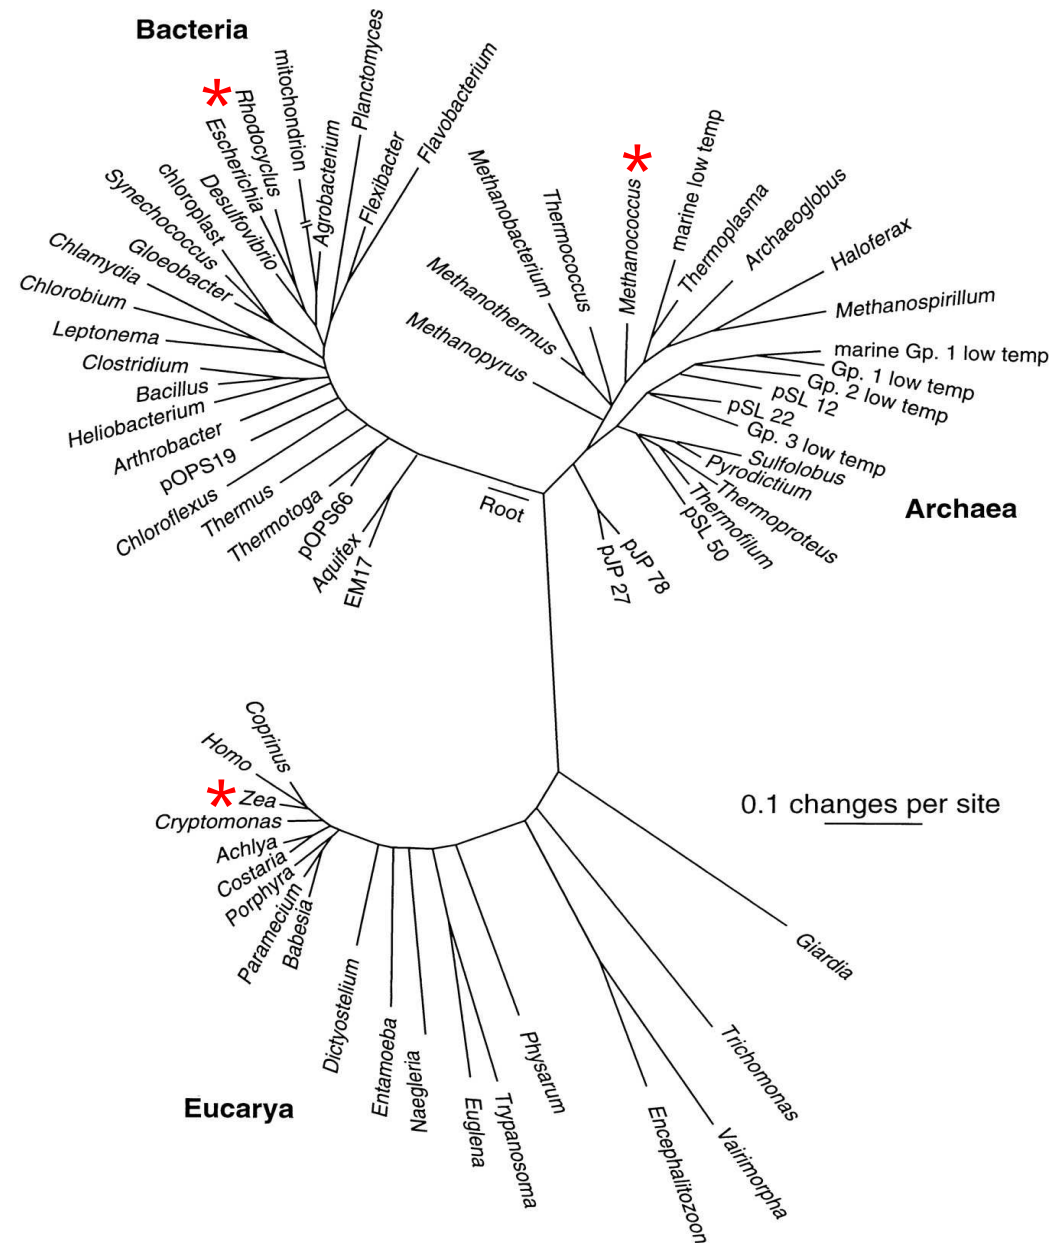 Bacteria
Planctomyces
mitochondrion
Flavobacterium
Rhodocyclus
Escherichia
Agrobacterium
Flexibacter
chloroplast
Desulfovibrio
Synechococcus
Gloeobacter
Chlamydia
Chlorobium
Leptonema
Clostridium
Bacillus
Heliobacterium
Arthrobacter
pOPS19
Chloroflexus
Thermus
Thermotoga
pOPS66
Aquifex
EM17
Root
Methanopyrus
Methanothermus
Methanobacterium
Thermococcus
Methanococcus
marine low temp
Thermoplasma
Archaeoglobus
Haloferax
Methanospirillum
marine Gp. 1 low temp
Gp. 1 low temp
Gp. 2 low temp
pSL 12
pSL 22
Gp. 3 low temp
Sulfolobus
Pyrodictium
Thermoproteus
Thermofilum
pSL 50
pJP 78
pJP 27
Archaea
Coprinus
Homo
Zea
Cryptomonas
Achlya
Costaria
Porphyra
Paramecium
Babesia
Dictyostelium
Entamoeba
Naegleria
Euglena
Trypanosoma
Physarum
Encephalitozoon
Vairimorpha
Trichomonas
Giardia
0.1 changes per site
Eucarya